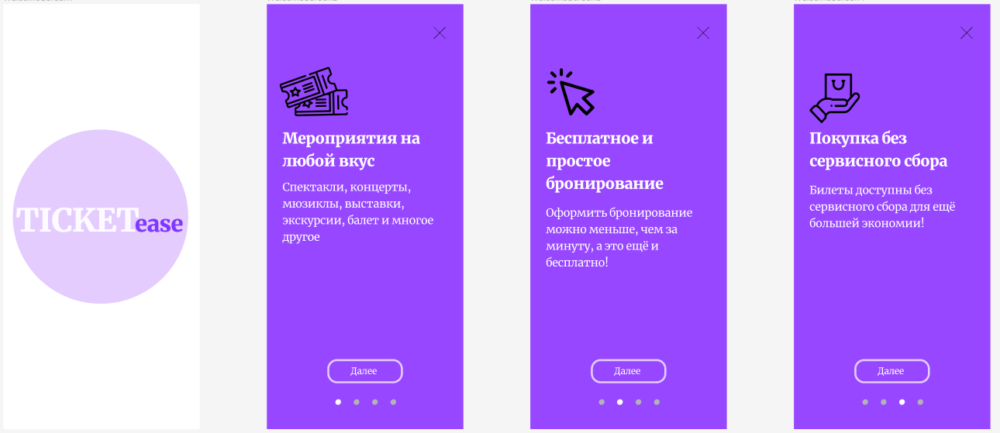 TICKETease
Мероприятия на
любой вкус
Спектакли, концерты,
мюзиклы, выставки,
экскурсии, балет и многое
другое
Далее
Бесплатное и
простое
бронирование
Оформить бронирование
можно меньше, чем за
минуту, а это ещё и
бесплатно!
Далее
Покупка без
сервисного сбора
Билеты доступны без
сервисного сбора для ещё
большей экономии!
Далее